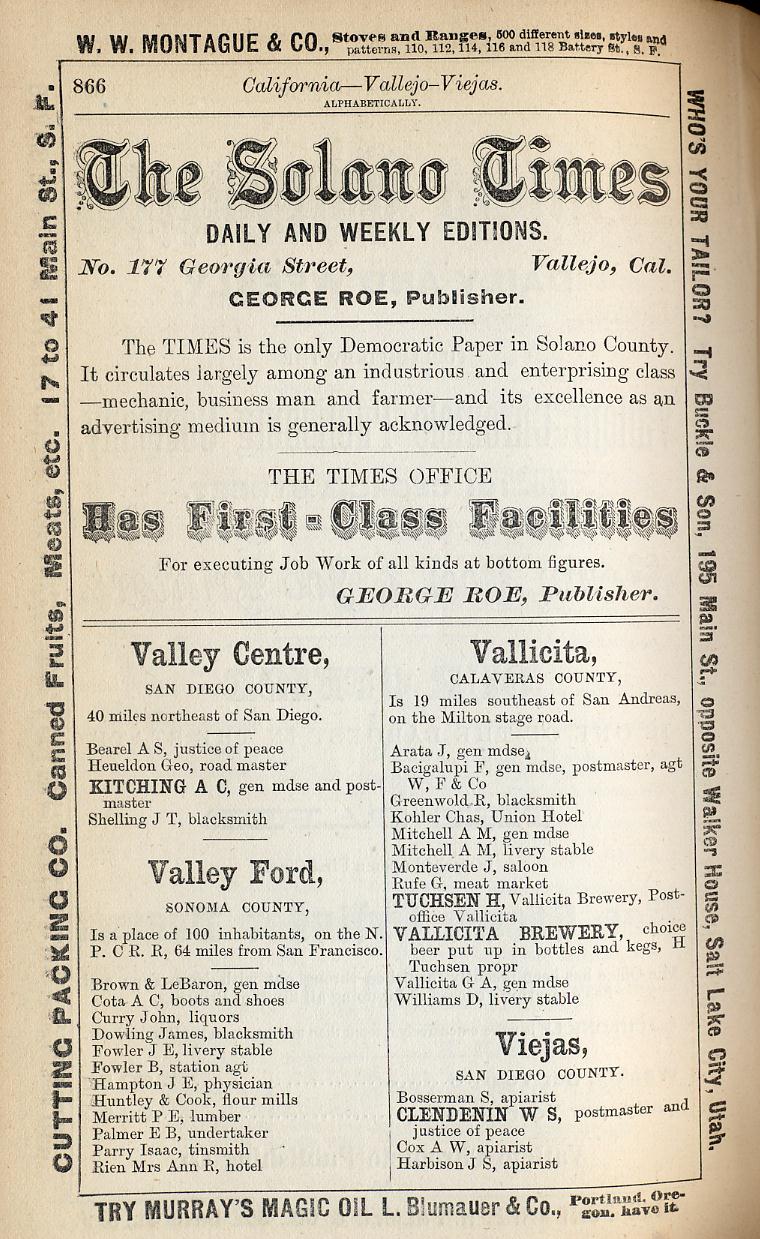 W. W. MONTAGUE & CO., Stoves and Ranges, 500 different sizes, styles and
patterns, 110, 112, 114, 116 and 118 Battery St., S. F.
866 California—Vallejo-Viejas.
ALPHABETICALLY.
The Solano Times
DAILY AND WEEKLY EDITIONS.
No. 177 Georgia Street, Vallejo, Cal.
GEORGE ROE, Publisher.
The TIMES is the only Democratic Paper in Solano County.
It circulates largely among an industrious and enterprising class
—mechanic, business man and farmer—and its excellence as an
advertising medium is generally acknowledged.
THE TIMES OFFICE
Has First-Class Facilities
For executing Job Work of all kinds at bottom figures.
GEORGE ROE, Publisher.
Valley Centre,
SAN DIEGO COUNTY,
40 miles northeast of San Diego.
Bearel A S, justice of peace
Heueldon Geo, road master
KITCHING A C, gen mdse and post-
master
Shelling J T, blacksmith
Valley Ford,
SONOMA COUNTY,
Is a place of 100 inhabitants, on the N.
P. C R. R, 64 miles from San Francisco.
Brown & LeBaron, gen mdse
Cota A C, boots and shoes
Curry John, liquors
Dowling James, blacksmith
Fowler J E, livery stable
Fowler B, station agt
Hampton J E, physician
Huntley & Cook, flour mills
Merritt P E, lumber
Palmer E B, undertaker
Parry Isaac, tinsmith
Rien Mrs Ann R, hotel
Vallicita,
CALAVERAS COUNTY,
Is 19 miles southeast of San Andreas,
on the Milton stage road.
Arata J, gen mdse,
Bacigalupi F, gen mdse, postmaster, agt
W, F & Co
Greenwold R, blacksmith
Kohler Chas, Union Hotel
Mitchell A M, gen mdse
Mitchell A M, livery stable
Monteverde J, saloon
Rufe G, meat market
TUCHSEN H, Vallicita Brewery, Post-
office Vallicita
VALLICITA BREWERY, choice
beer put up in bottles and kegs, H
Tuchsen propr
Vallicita G A, gen mdse
Williams D, livery stable
Viejas,
SAN DIEGO COUNTY.
Bosserman S, apiarist
CLENDENIN W S, postmaster and
justice of peace
Cox A W, apiarist
Harbison J S, apiarist
CUTTING PACKING CO. Canned Fruits, Meats, etc. 17 to 41 Main St., S. F.
WHO'S YOUR TAILOR? Try Buckle & Son, 195 Main St., opposite Walker House, Salt Lake City, Utah.
TRY MURRAY'S MAGIC OIL L. Blumauer & Co., Portland, Ore-
gon. have it.